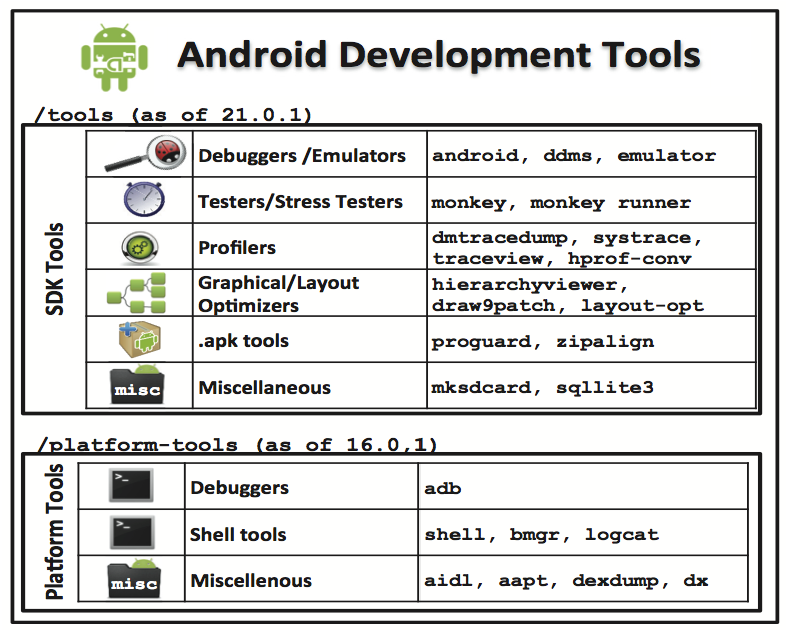 Android Development Tools
/tools (as of 21.0.1)
SDK Tools
Debuggers /Emulators
android, ddms, emulator
Testers/Stress Testers
monkey, monkey runner
Profilers
dmtracedump, systrace,
traceview, hprof-conv
Graphical/Layout
Optimizers
hierarchyviewer,
draw9patch, layout-opt
.apk tools
proguard, zipalign
misc
Miscellaneous
mksdcard, sqllite3
/platform-tools (as of 16.0,1)
Platform Tools
>_
Debuggers
adb
>_
Shell tools
shell, bmgr, logcat
misc
Miscellenous
aidl, aapt, dexdump, dx